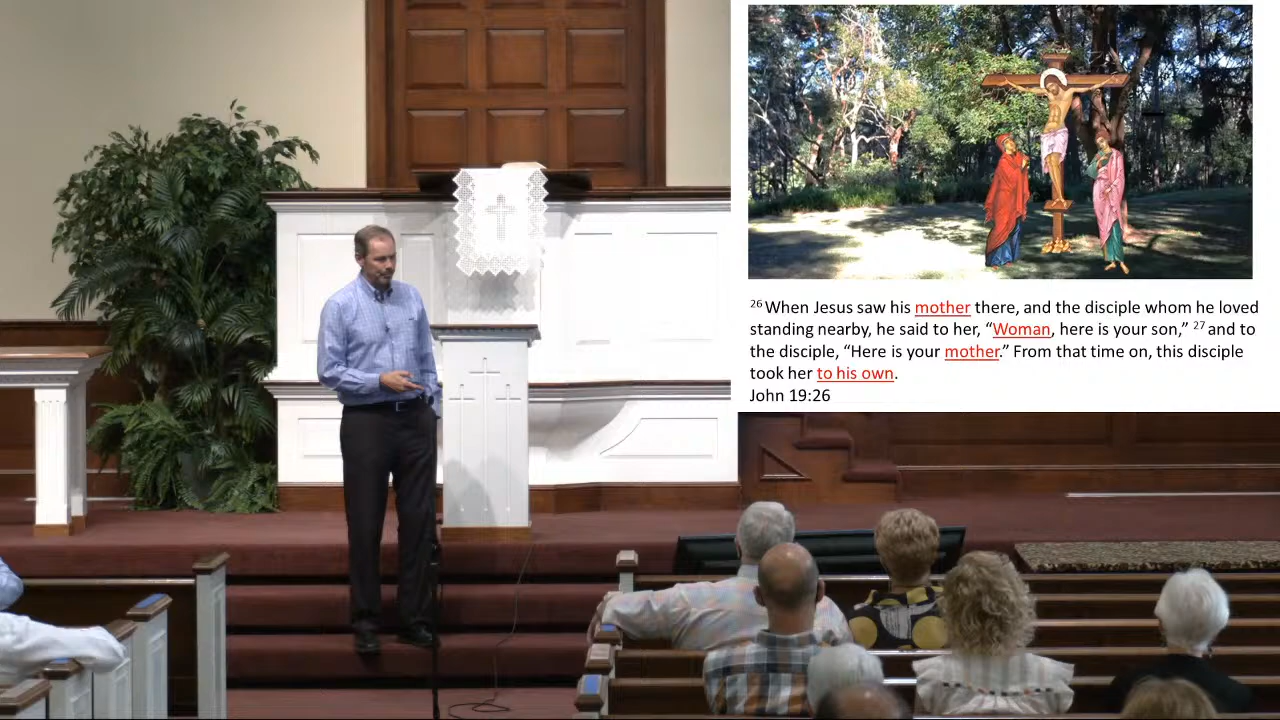 ²⁶ When Jesus saw his mother there, and the disciple whom he loved
standing nearby, he said to her, “Woman, here is your son,” ²⁷ and to
the disciple, “Here is your mother.” From that time on, this disciple
took her to his own.
John 19:26